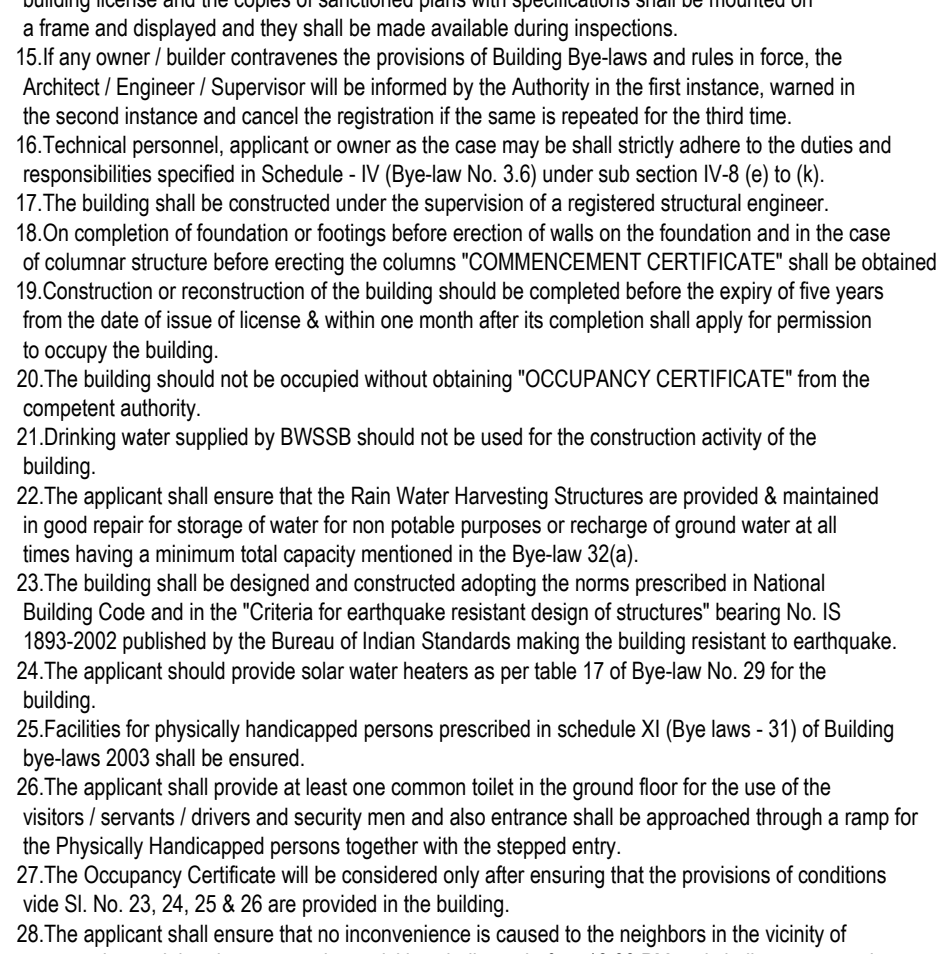 building license and the copies of sanctioned plans with specifications shall be mounted on
a frame and displayed and they shall be made available during inspections.
15.If any owner / builder contravenes the provisions of Building Bye-laws and rules in force, the
Architect / Engineer / Supervisor will be informed by the Authority in the first instance, warned in
the second instance and cancel the registration if the same is repeated for the third time.
16.Technical personnel, applicant or owner as the case may be shall strictly adhere to the duties and
responsibilities specified in Schedule - IV (Bye-law No. 3.6) under sub section IV-8 (e) to (k).
17.The building shall be constructed under the supervision of a registered structural engineer.
18.On completion of foundation or footings before erection of walls on the foundation and in the case
of columnar structure before erecting the columns "COMMENCEMENT CERTIFICATE" shall be obtained
19.Construction or reconstruction of the building should be completed before the expiry of five years
from the date of issue of license & within one month after its completion shall apply for permission
to occupy the building.
20.The building should not be occupied without obtaining "OCCUPANCY CERTIFICATE" from the
competent authority.
21.Drinking water supplied by BWSSB should not be used for the construction activity of the
building.
22.The applicant shall ensure that the Rain Water Harvesting Structures are provided & maintained
in good repair for storage of water for non potable purposes or recharge of ground water at all
times having a minimum total capacity mentioned in the Bye-law 32(a).
23.The building shall be designed and constructed adopting the norms prescribed in National
Building Code and in the "Criteria for earthquake resistant design of structures" bearing No. IS
1893-2002 published by the Bureau of Indian Standards making the building resistant to earthquake.
24.The applicant should provide solar water heaters as per table 17 of Bye-law No. 29 for the
building.
25.Facilities for physically handicapped persons prescribed in schedule XI (Bye laws - 31) of Building
bye-laws 2003 shall be ensured.
26.The applicant shall provide at least one common toilet in the ground floor for the use of the
visitors / servants / drivers and security men and also entrance shall be approached through a ramp for
the Physically Handicapped persons together with the stepped entry.
27.The Occupancy Certificate will be considered only after ensuring that the provisions of conditions
vide Sl. No. 23, 24, 25 & 26 are provided in the building.
28.The applicant shall ensure that no inconvenience is caused to the neighbors in the vicinity of